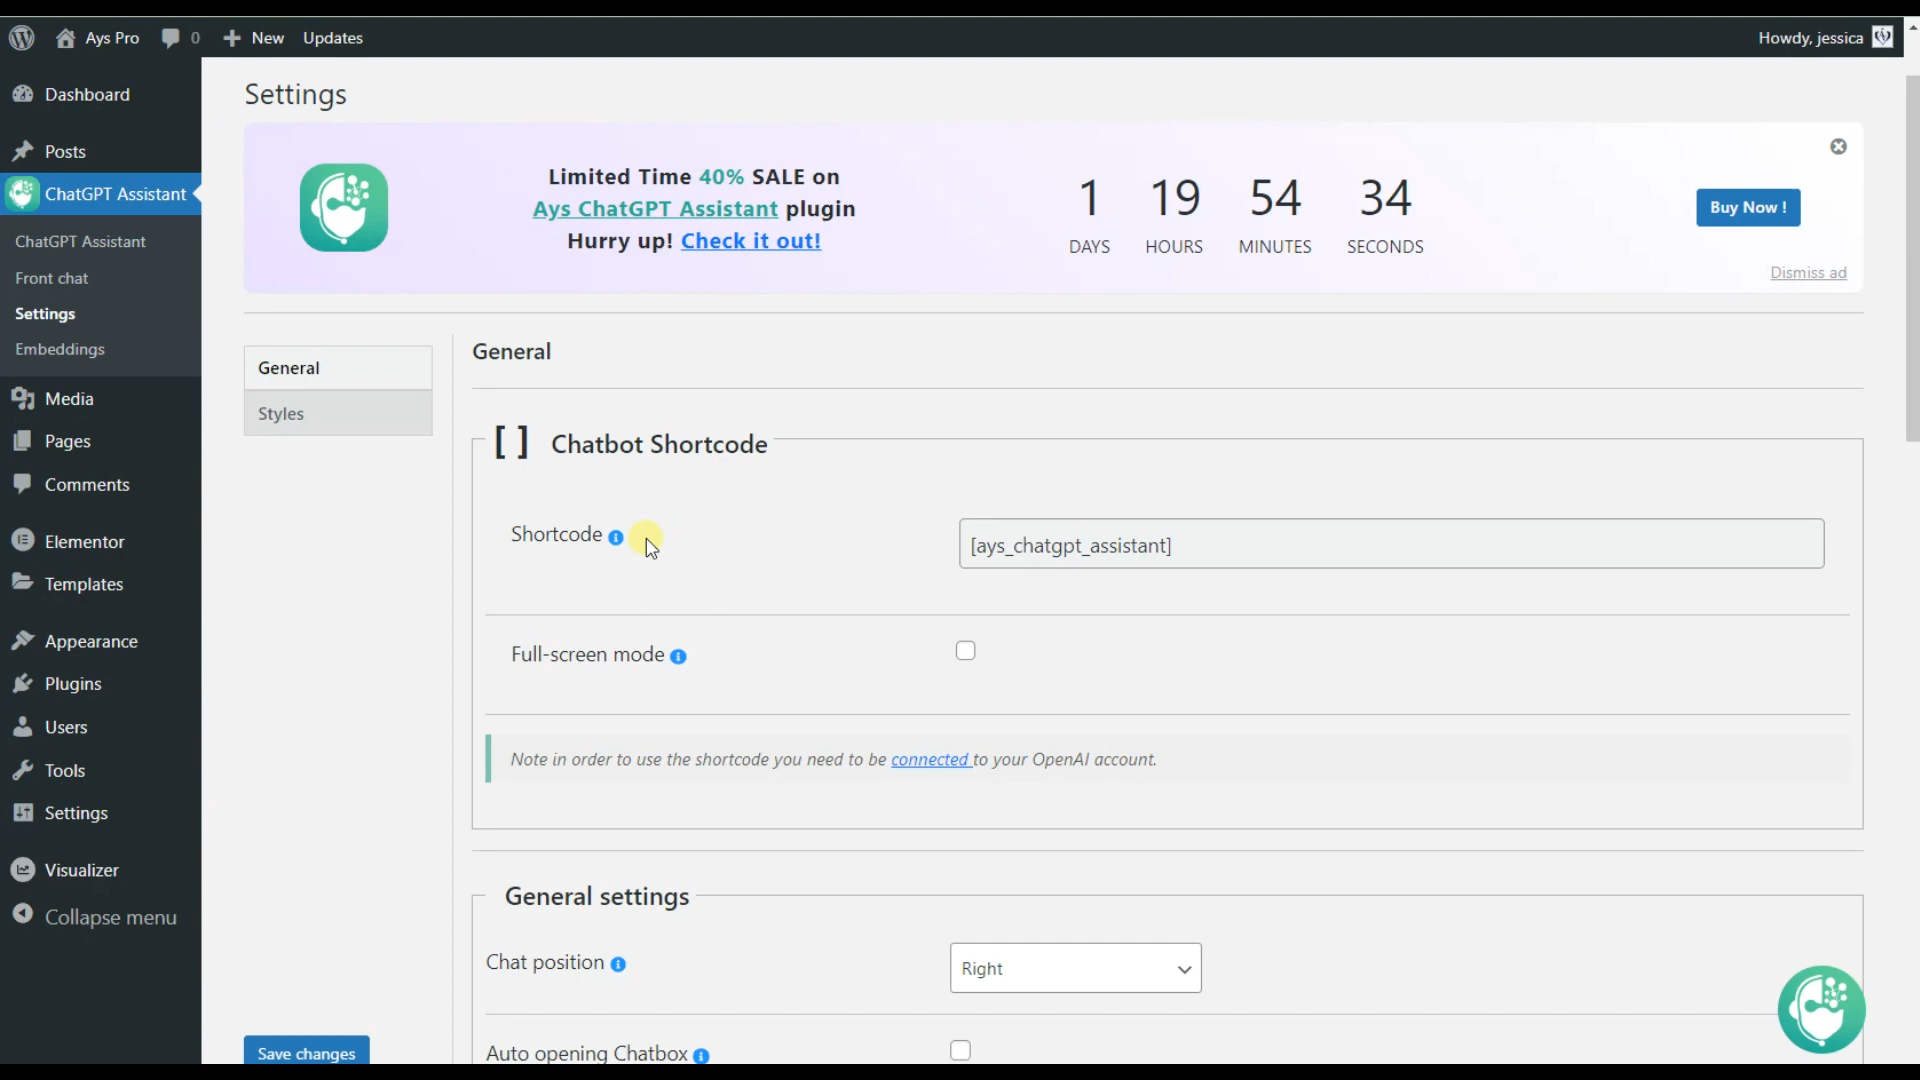 Ays Pro
0
New
Updates
Howdy, jessica
Dashboard
Posts
ChatGPT Assistant
ChatGPT Assistant
Front chat
Settings
Embeddings
Media
Pages
Comments
Elementor
Templates
Appearance
Plugins
Users
Tools
Settings
Visualizer
Collapse menu
Settings
Limited Time 40% SALE on
Ays ChatGPT Assistant plugin
Hurry up! Check it out!
1 19 54 34
DAYS HOURS MINUTES SECONDS
Buy Now !
Dismiss ad
General
Styles
General
[ ] Chatbot Shortcode
Shortcode
[ays_chatgpt_assistant]
Full-screen mode
Note in order to use the shortcode you need to be connected to your OpenAI account.
General settings
Chat position
Right
Auto opening Chatbox
Save changes